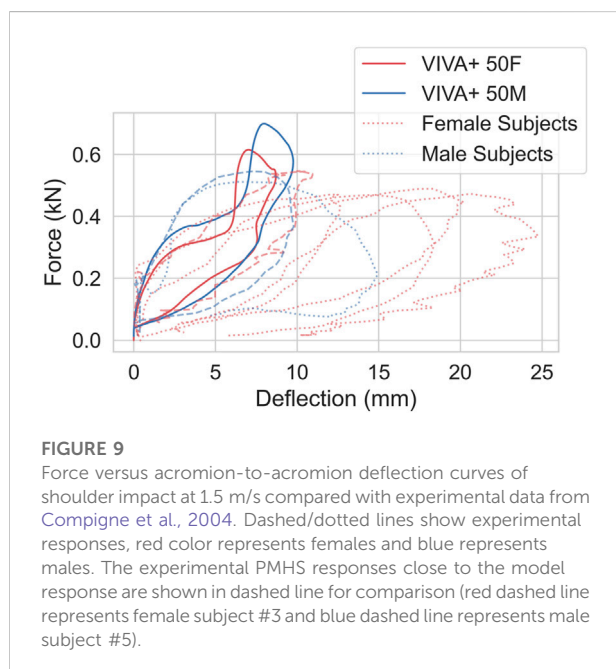 VIVA+ 50F
VIVA+ 50M
Female Subjects
Male Subjects
0.6
0.4
0.2
0.0
Force (kN)
0 5 10 15 20 25
Deflection (mm)
FIGURE 9
Force versus acromion-to-acromion deflection curves of
shoulder impact at 1.5 m/s compared with experimental data from
Compigne et al., 2004. Dashed/dotted lines show experimental
responses, red color represents females and blue represents
males. The experimental PMHS responses close to the model
response are shown in dashed line for comparison (red dashed line
represents female subject #3 and blue dashed line represents male
subject #5).